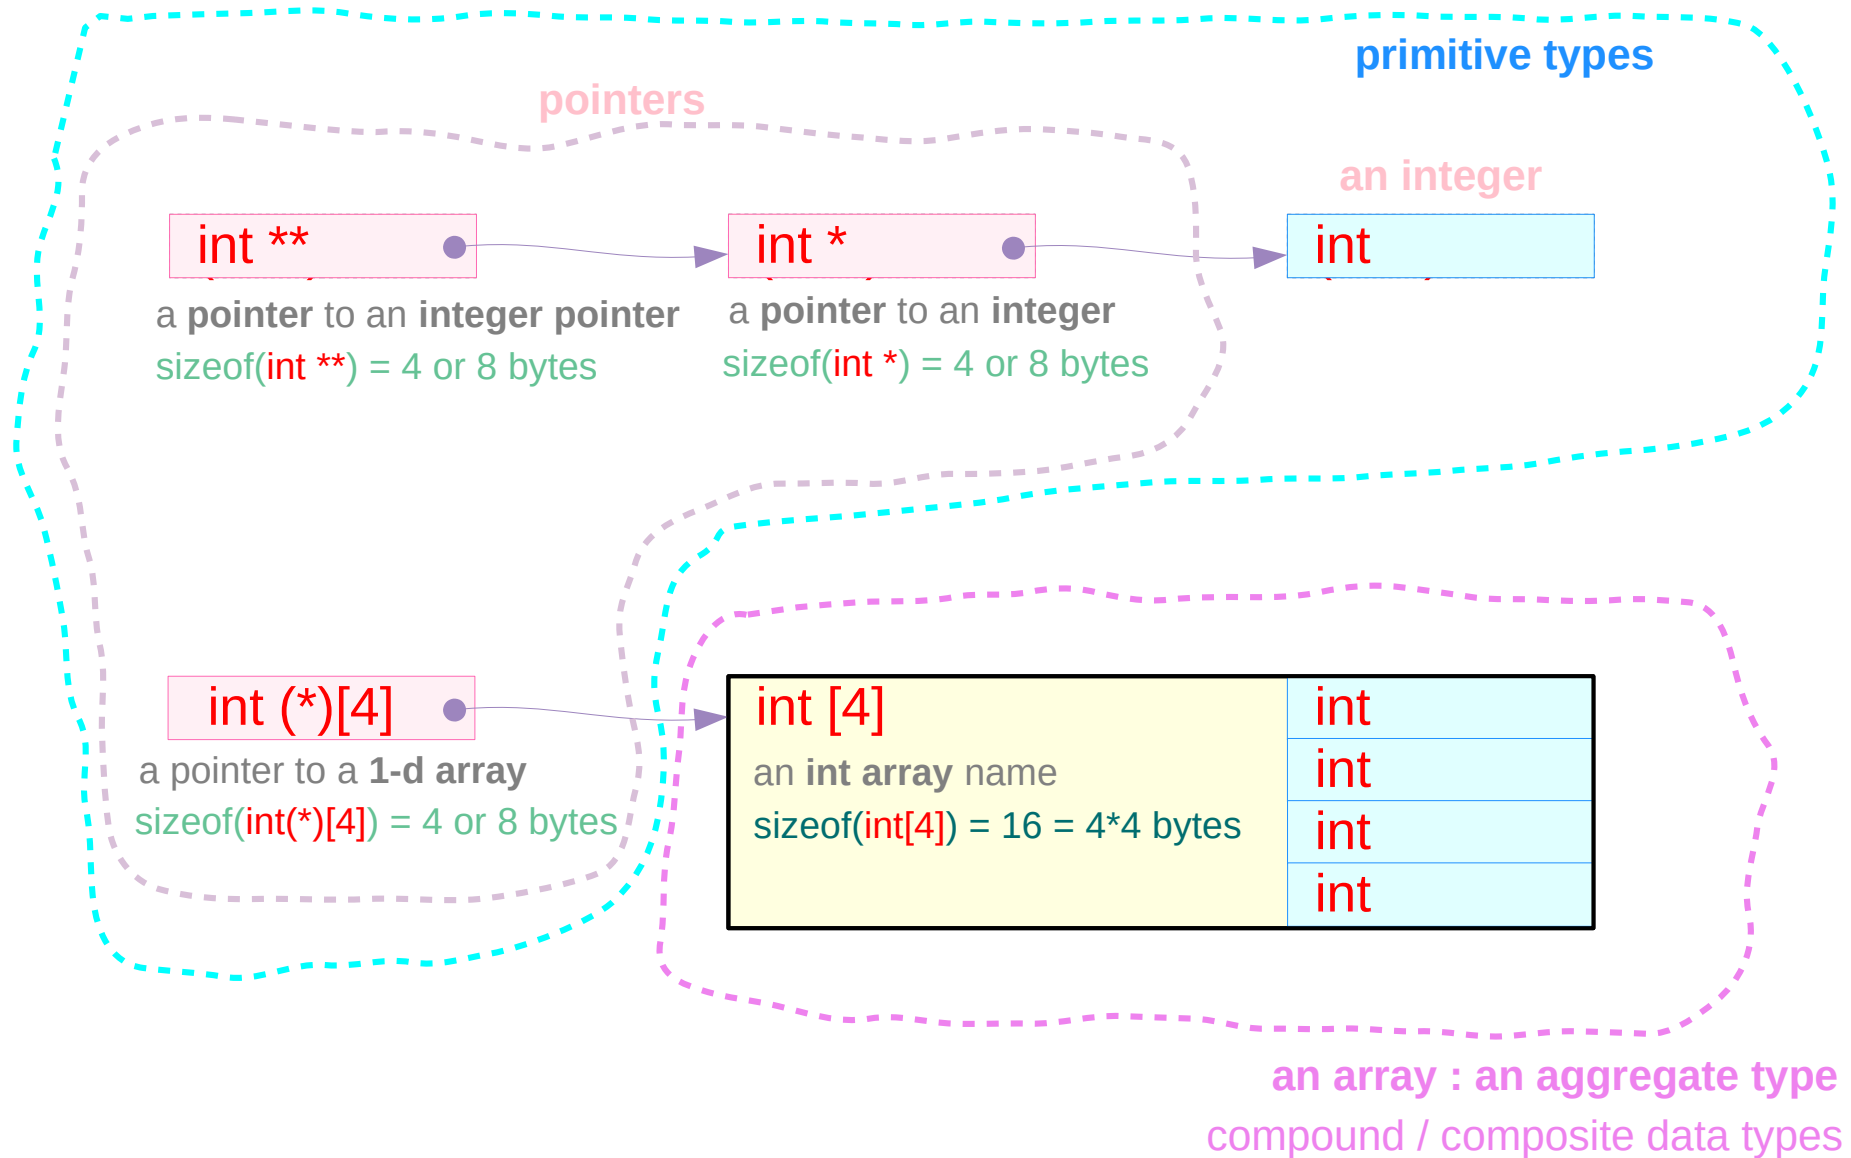 primitive types
pointers
an integer
int **
int *
int
a pointer to an integer pointer
a pointer to an integer
sizeof(int **) = 4 or 8 bytes
sizeof(int *) = 4 or 8 bytes
int (*)[4]
int [4]
int
a pointer to a 1-d array
an int array name
int
sizeof(int(*)[4]) = 4 or 8 bytes
sizeof(int[4]) = 16 = 4*4 bytes
int
int
an array : an aggregate type
compound / composite data types